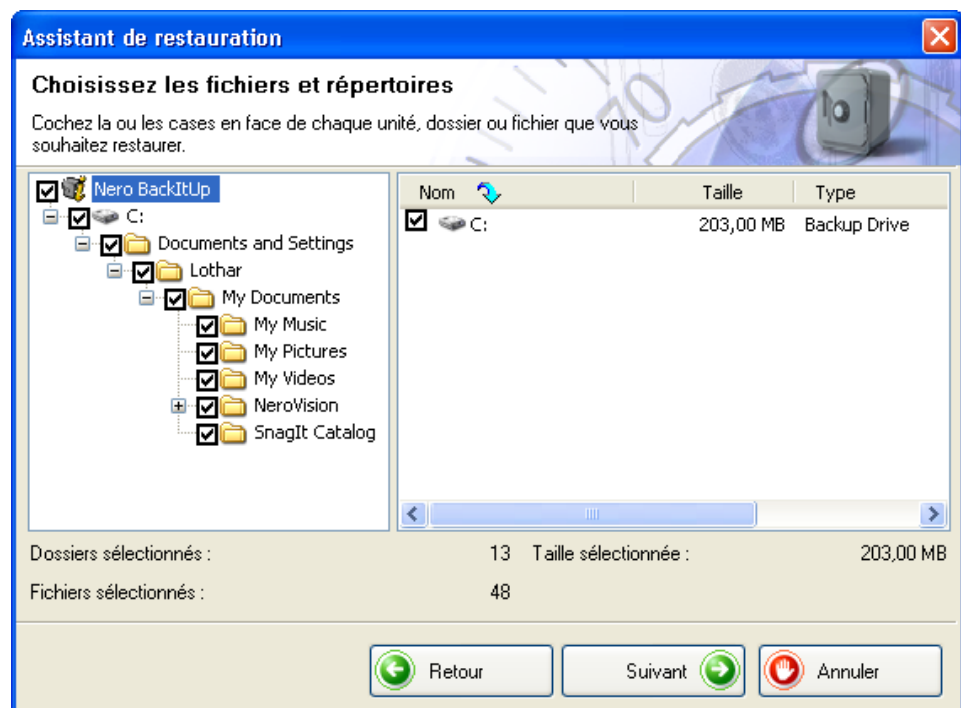 Assistant de restauration
Choisissez les fichiers et répertoires
Cochez la ou les cases en face de chaque unité, dossier ou fichier que vous
souhaitez restaurer.
Nero BackItUp
C:
Documents and Settings
Lothar
My Documents
My Music
My Pictures
My Videos
NeroVision
SnagIt Catalog
Nom Taille Type
C: 203,00 MB Backup Drive
Dossiers sélectionnés : 13 Taille sélectionnée : 203,00 MB
Fichiers sélectionnés : 48
Retour Suivant Annuler